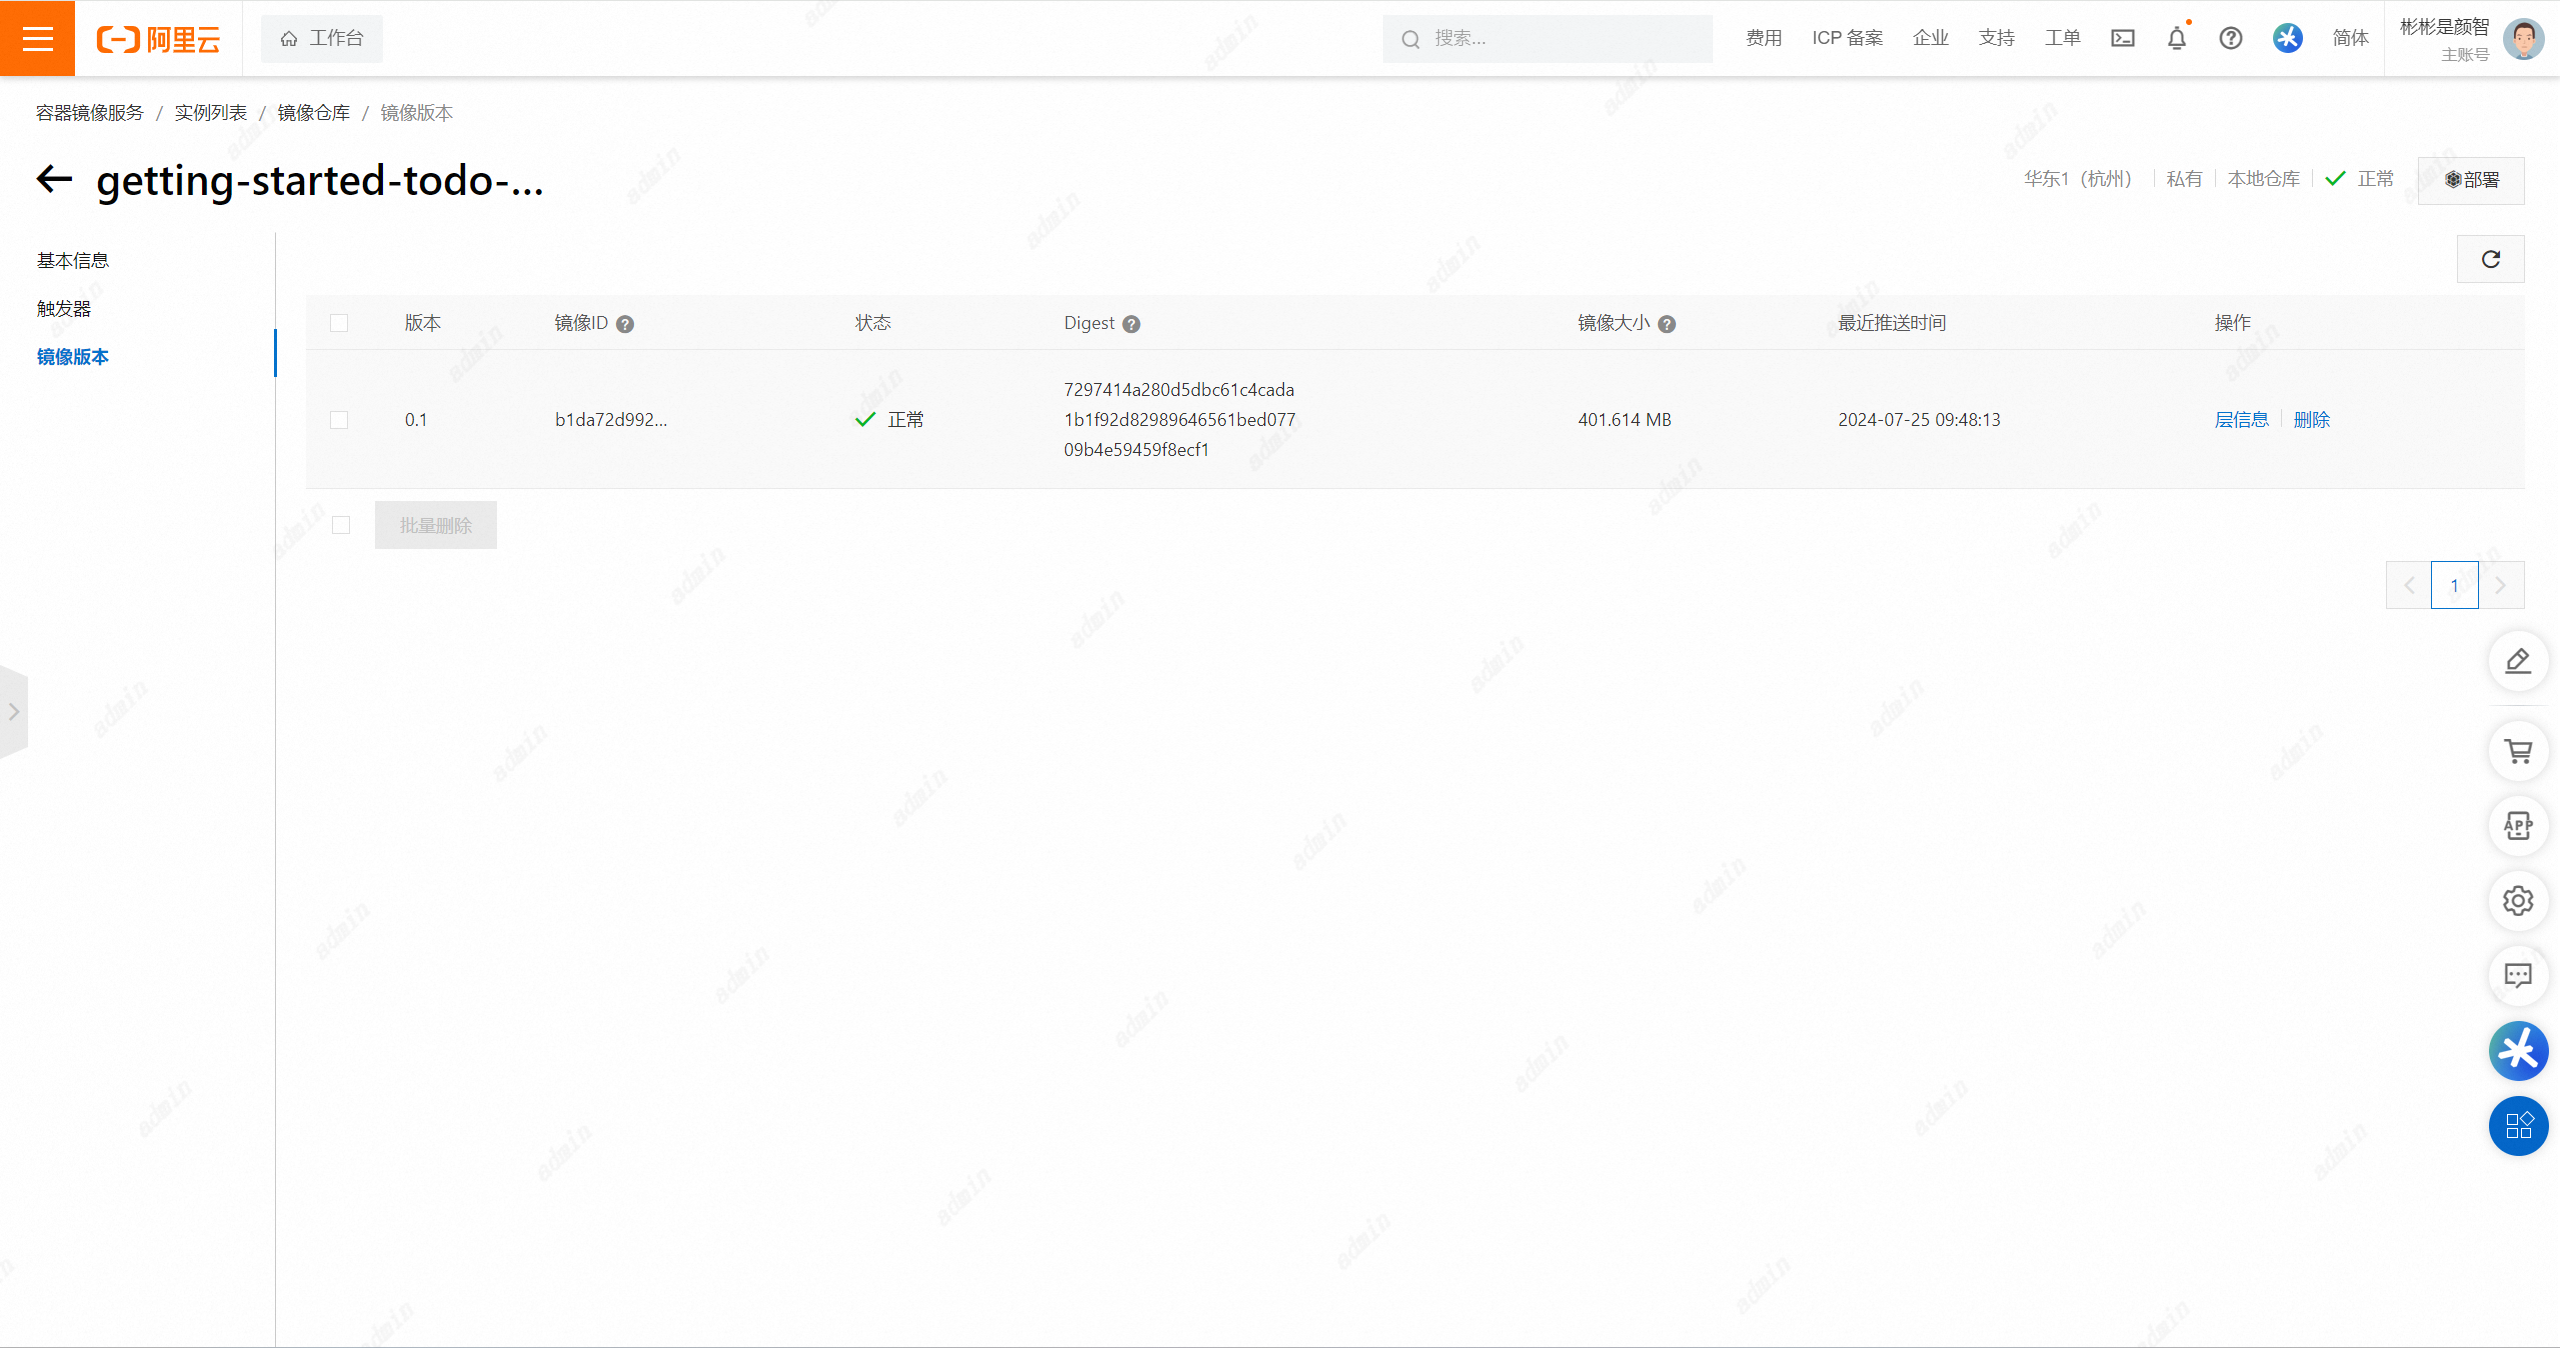 阿里云
工作台
搜索...
费用
ICP 备案
企业
支持
工单
简体
彬彬是颜智
主账号
容器镜像服务 / 实例列表 / 镜像仓库 / 镜像版本
getting-started-todo-...
华东1（杭州）
私有
本地仓库
正常
部署
基本信息
触发器
镜像版本
版本 镜像ID 状态 Digest 镜像大小 最近推送时间 操作
0.1 b1da72d992... 正常 7297414a280d5dbc61c4cada
1b1f92d82989646561bed077
09b4e59459f8ecf1
401.614 MB 2024-07-25 09:48:13 层信息 删除
批量删除
1
APP
admin